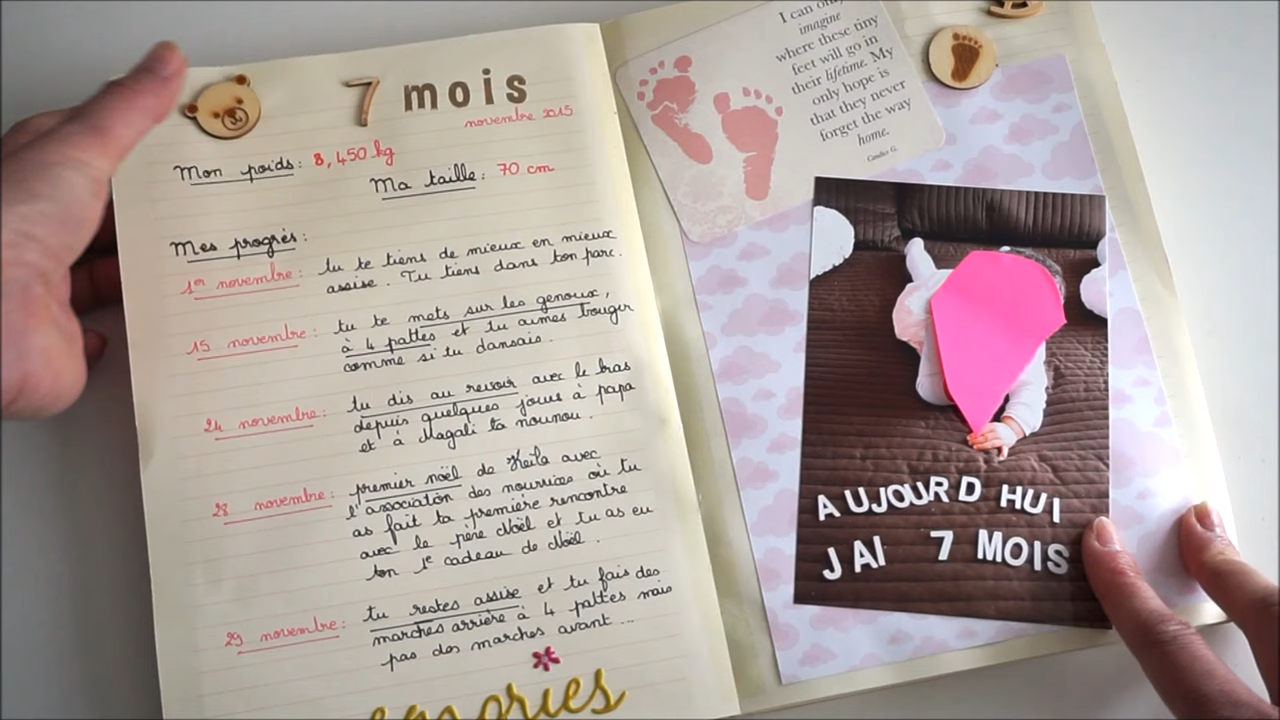 7 mois
novembre 2015
Mon poids: 8,450 kg
Ma taille: 70 cm
Mes progrés:
1er novembre: tu te tiens de mieux en mieux
assise. Tu tiens dans ton parc.
15 novembre: tu te mets sur les genoux,
à 4 pattes et tu aimes bouger
comme si tu dansais.
24 novembre: tu dis au revoir avec le bras
depuis quelques jours à papa
et à Magali ta nounou.
28 novembre: premier noël de Keila avec
l'association des nourrices où tu
as fait ta première rencontre
avec le père Noël et tu as eu
ton 1e cadeau de Noël.
29 novembre: tu restes assise et tu fais des
marches arrière à 4 pattes mais
pas des marches avant...
I can only
imagine
where these tiny
feet will go in
their lifetime. My
only hope is
that they never
forget the way
home.
Candice G.
AUJOURD HUI
JAI 7 MOIS